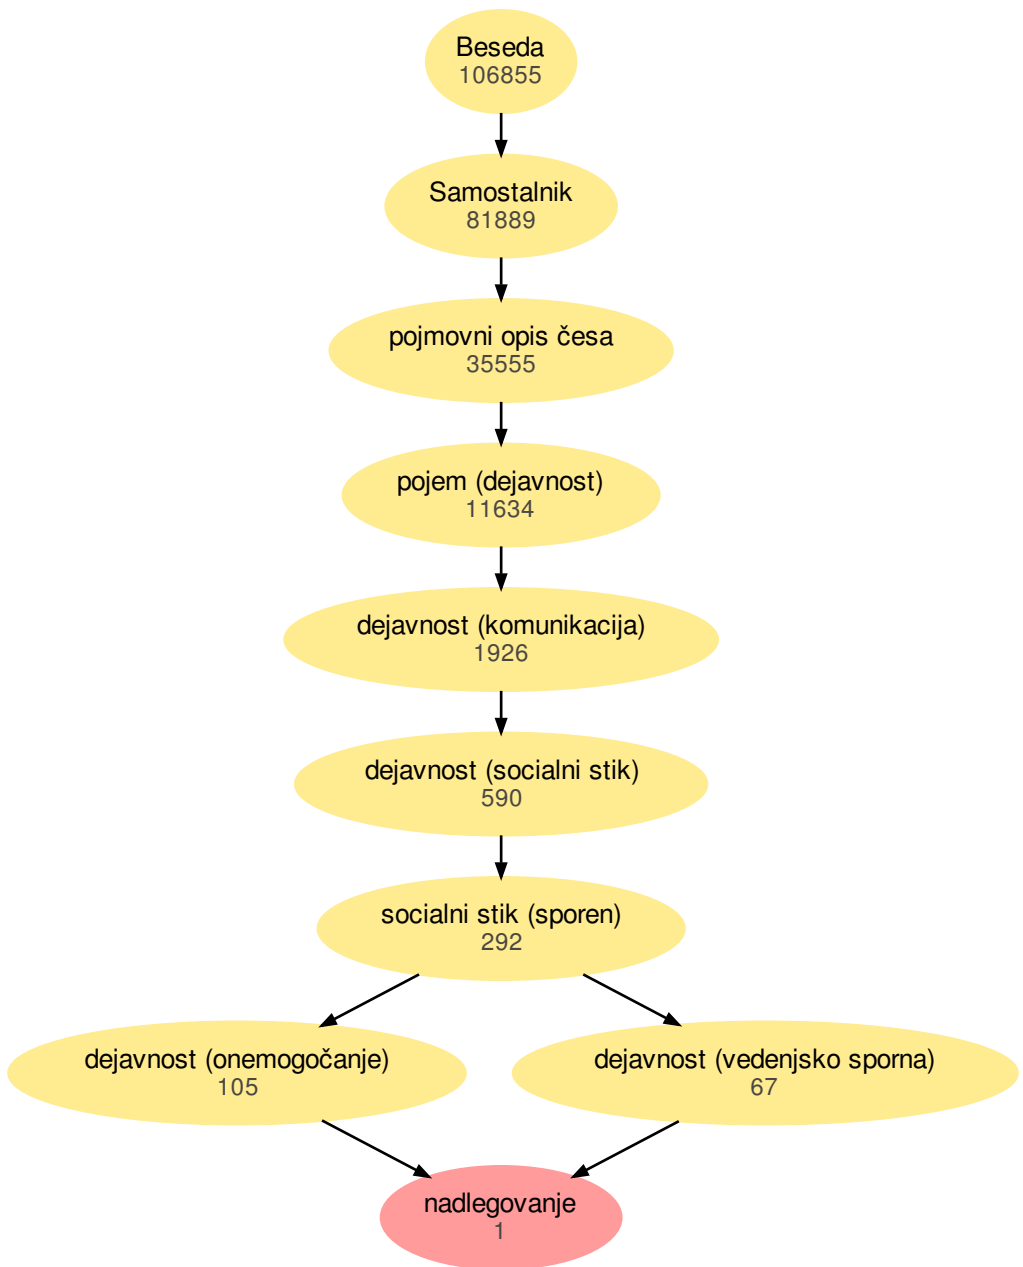 Beseda
106855
Samostalnik
81889
pojmovni opis česa
35555
pojem (dejavnost)
11634
dejavnost (komunikacija)
1926
dejavnost (socialni stik)
590
socialni stik (sporen)
292
dejavnost (onemogočanje)
105
dejavnost (vedenjsko sporna)
67
nadlegovanje
1